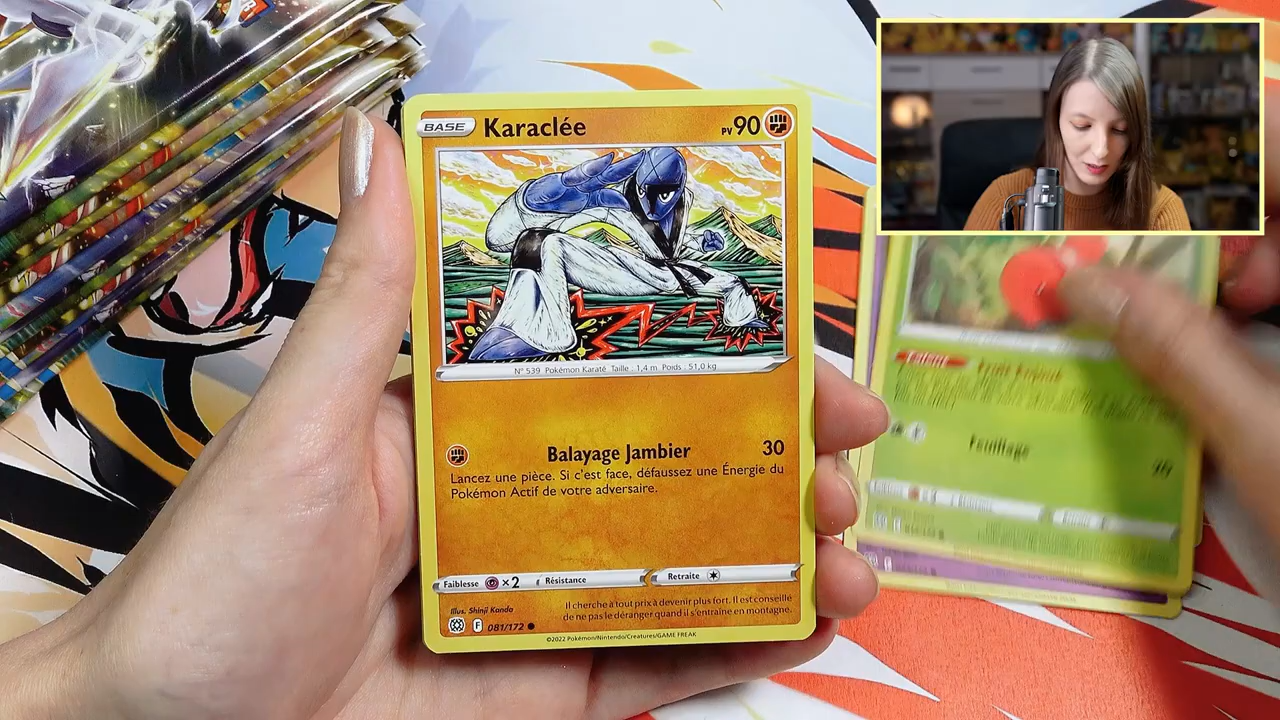 BASE Karaclée PV 90
N° 539 Pokémon Karaté Taille : 1,4 m Poids : 51,0 kg
Balayage Jambier 30
Lancez une pièce. Si c'est face, défaussez une Énergie du
Pokémon Actif de votre adversaire.
Faiblesse ×2 Résistance Retraite
Illus. Shinji Kanda
Il cherche à tout prix à devenir plus fort. Il est conseillé
de ne pas le déranger quand il s'entraîne en montagne.
F 081/172
©2022 Pokémon/Nintendo/Creatures/GAME FREAK
Talent
Feuillage